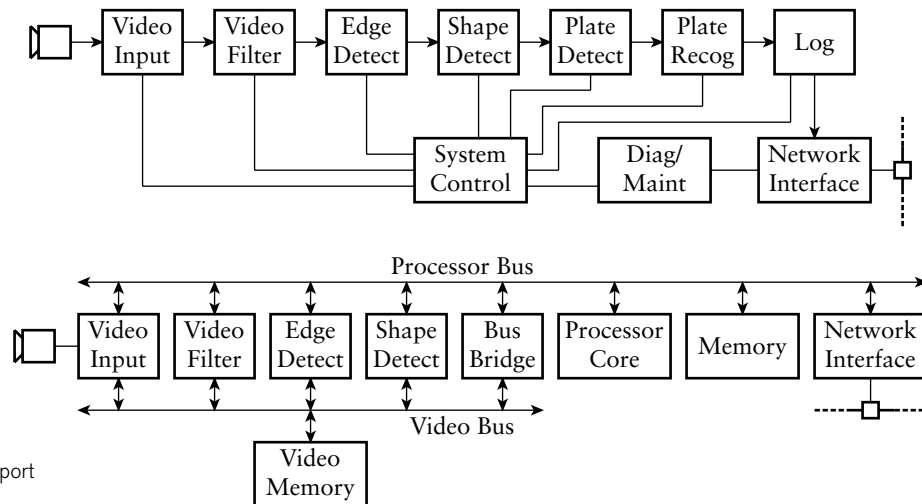 Video
Input
Video
Filter
Edge
Detect
Shape
Detect
Plate
Detect
Plate
Recog
Log
System
Control
Diag/
Maint
Network
Interface
Processor Bus
Video
Input
Video
Filter
Edge
Detect
Shape
Detect
Bus
Bridge
Processor
Core
Memory
Network
Interface
Video Bus
Video
Memory
port